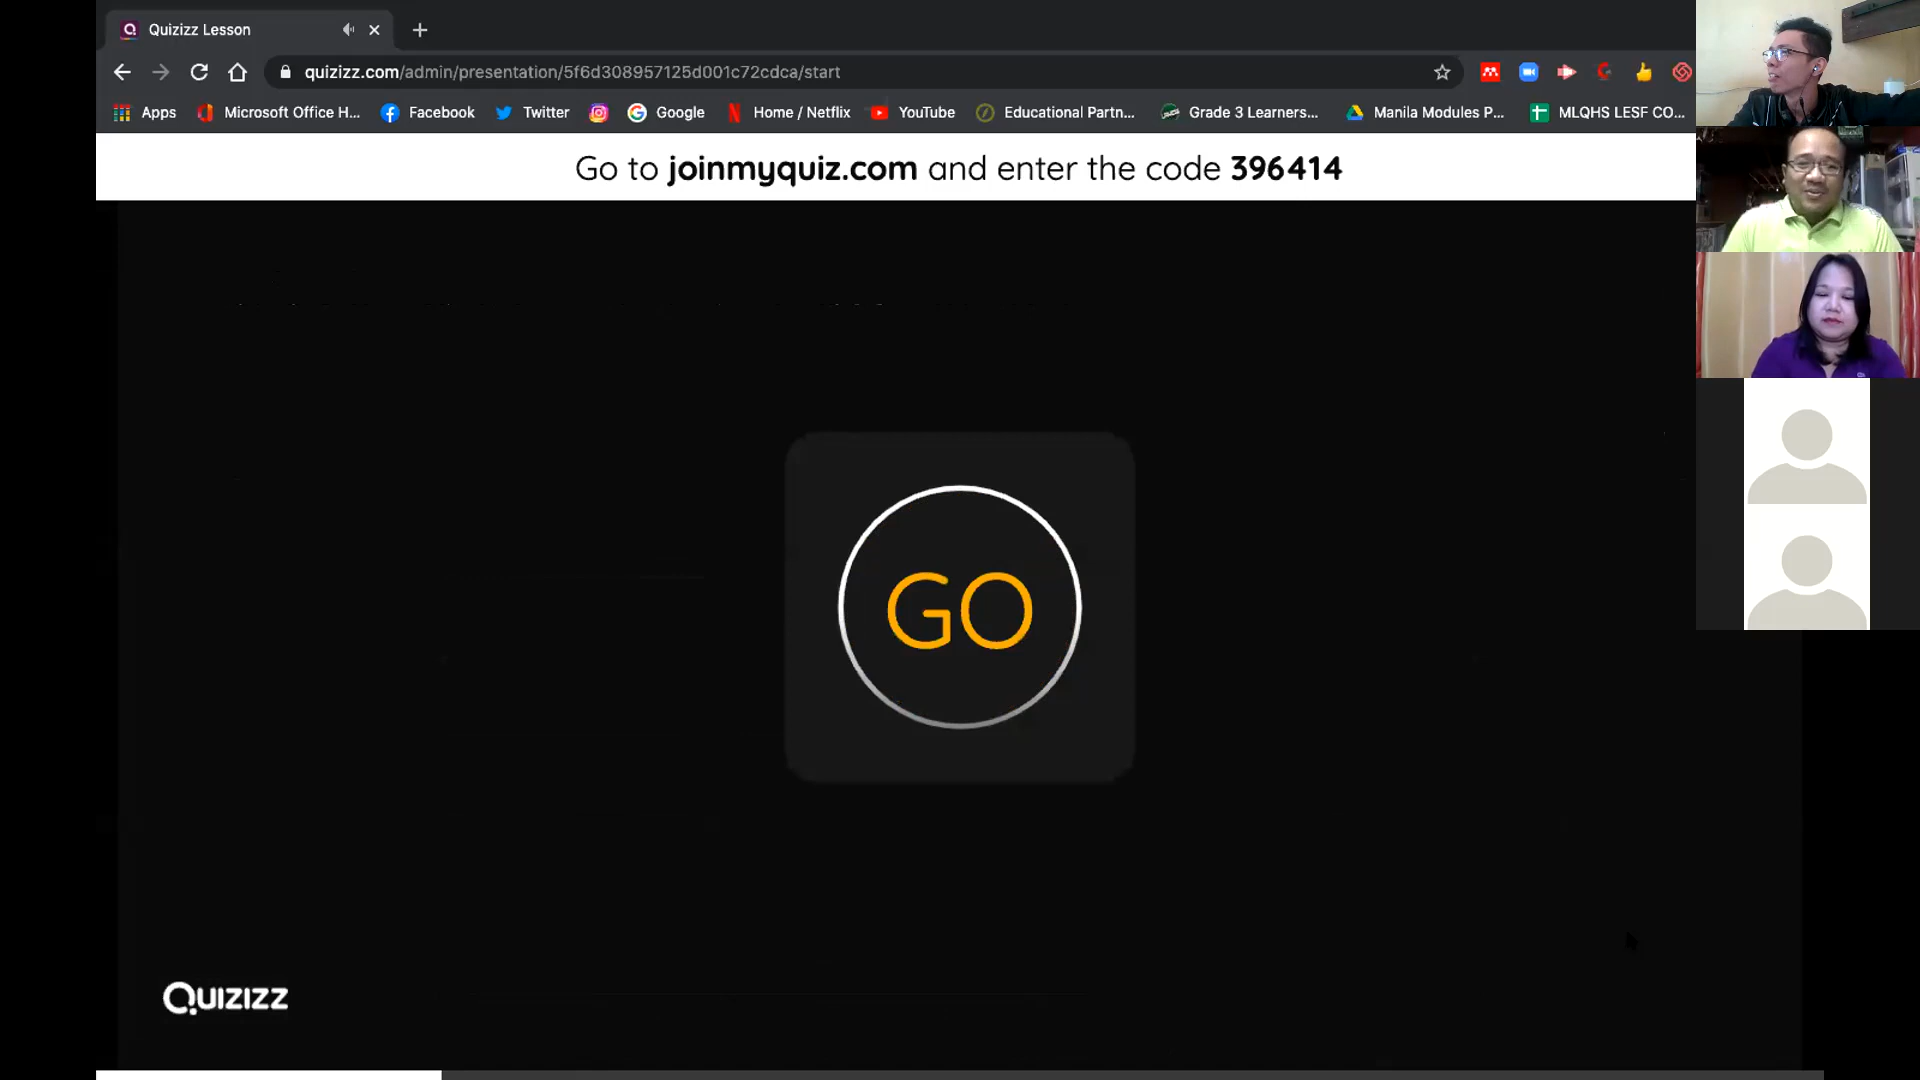 Quizizz Lesson
quizizz.com/admin/presentation/5f6d308957125d001c72cdca/start
Apps Microsoft Office H... Facebook Twitter Google Home / Netflix YouTube Educational Partn... Grade 3 Learners... Manila Modules P... MLQHS LESF CO...
Go to joinmyquiz.com and enter the code 396414
GO
QUIZIZZ